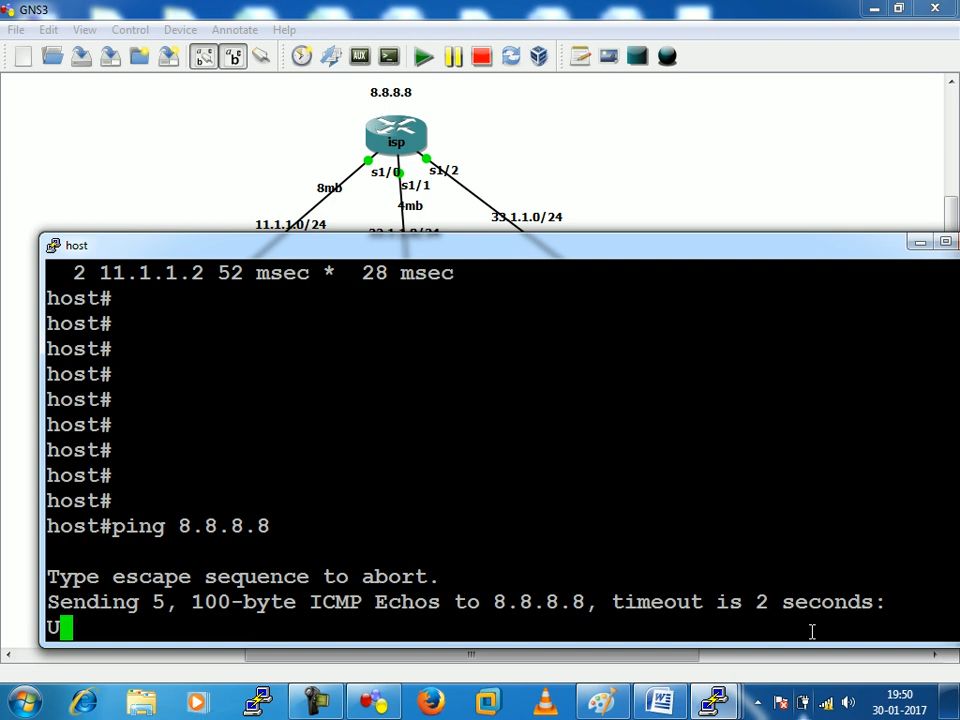 GNS3
File Edit View Control Device Annotate Help
8.8.8.8
isp
s1/0
s1/2
8mb
s1/1
4mb
11.1.1.0/24
33.1.1.0/24
host
2 11.1.1.2 52 msec * 28 msec
host#
host#
host#
host#
host#
host#
host#
host#
host#
host#ping 8.8.8.8
Type escape sequence to abort.
Sending 5, 100-byte ICMP Echos to 8.8.8.8, timeout is 2 seconds:
U
19:50
30-01-2017